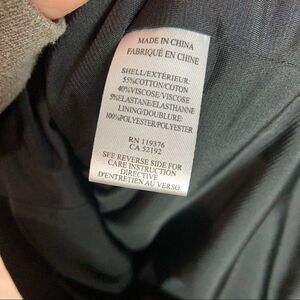 MADE IN CHINA
FABRIQUÉ EN CHINE
SHELL/EXTÉRIEUR:
55%COTTON/COTON
40%VISCOSE/VISCOSE
5%ELASTANE/ELASTHANNE
LINING/DOUBLURE:
100%POLYESTER/POLYESTER
RN 119376
CA 52192
SEE REVERSE SIDE FOR
CARE INSTRUCTION
DIRECTIVE
D'ENTRETIEN AU VERSO